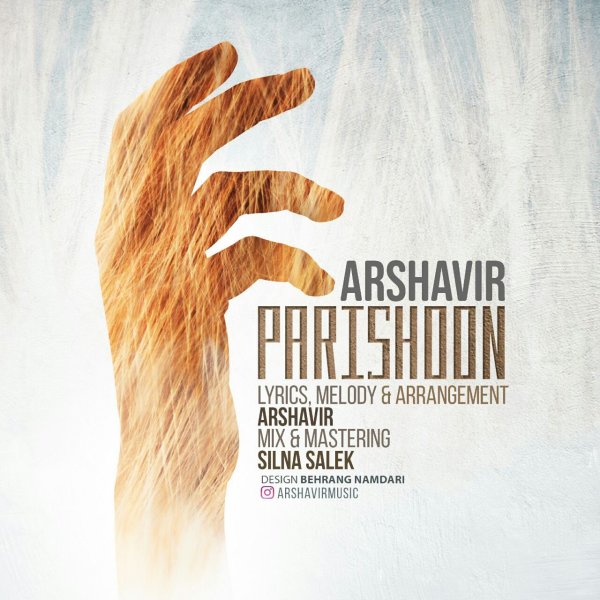 ARSHAVIR
PARISHOON
LYRICS, MELODY & ARRANGEMENT
ARSHAVIR
MIX & MASTERING
SILNA SALEK
DESIGN BEHRANG NAMDARI
ARSHAVIRMUSIC